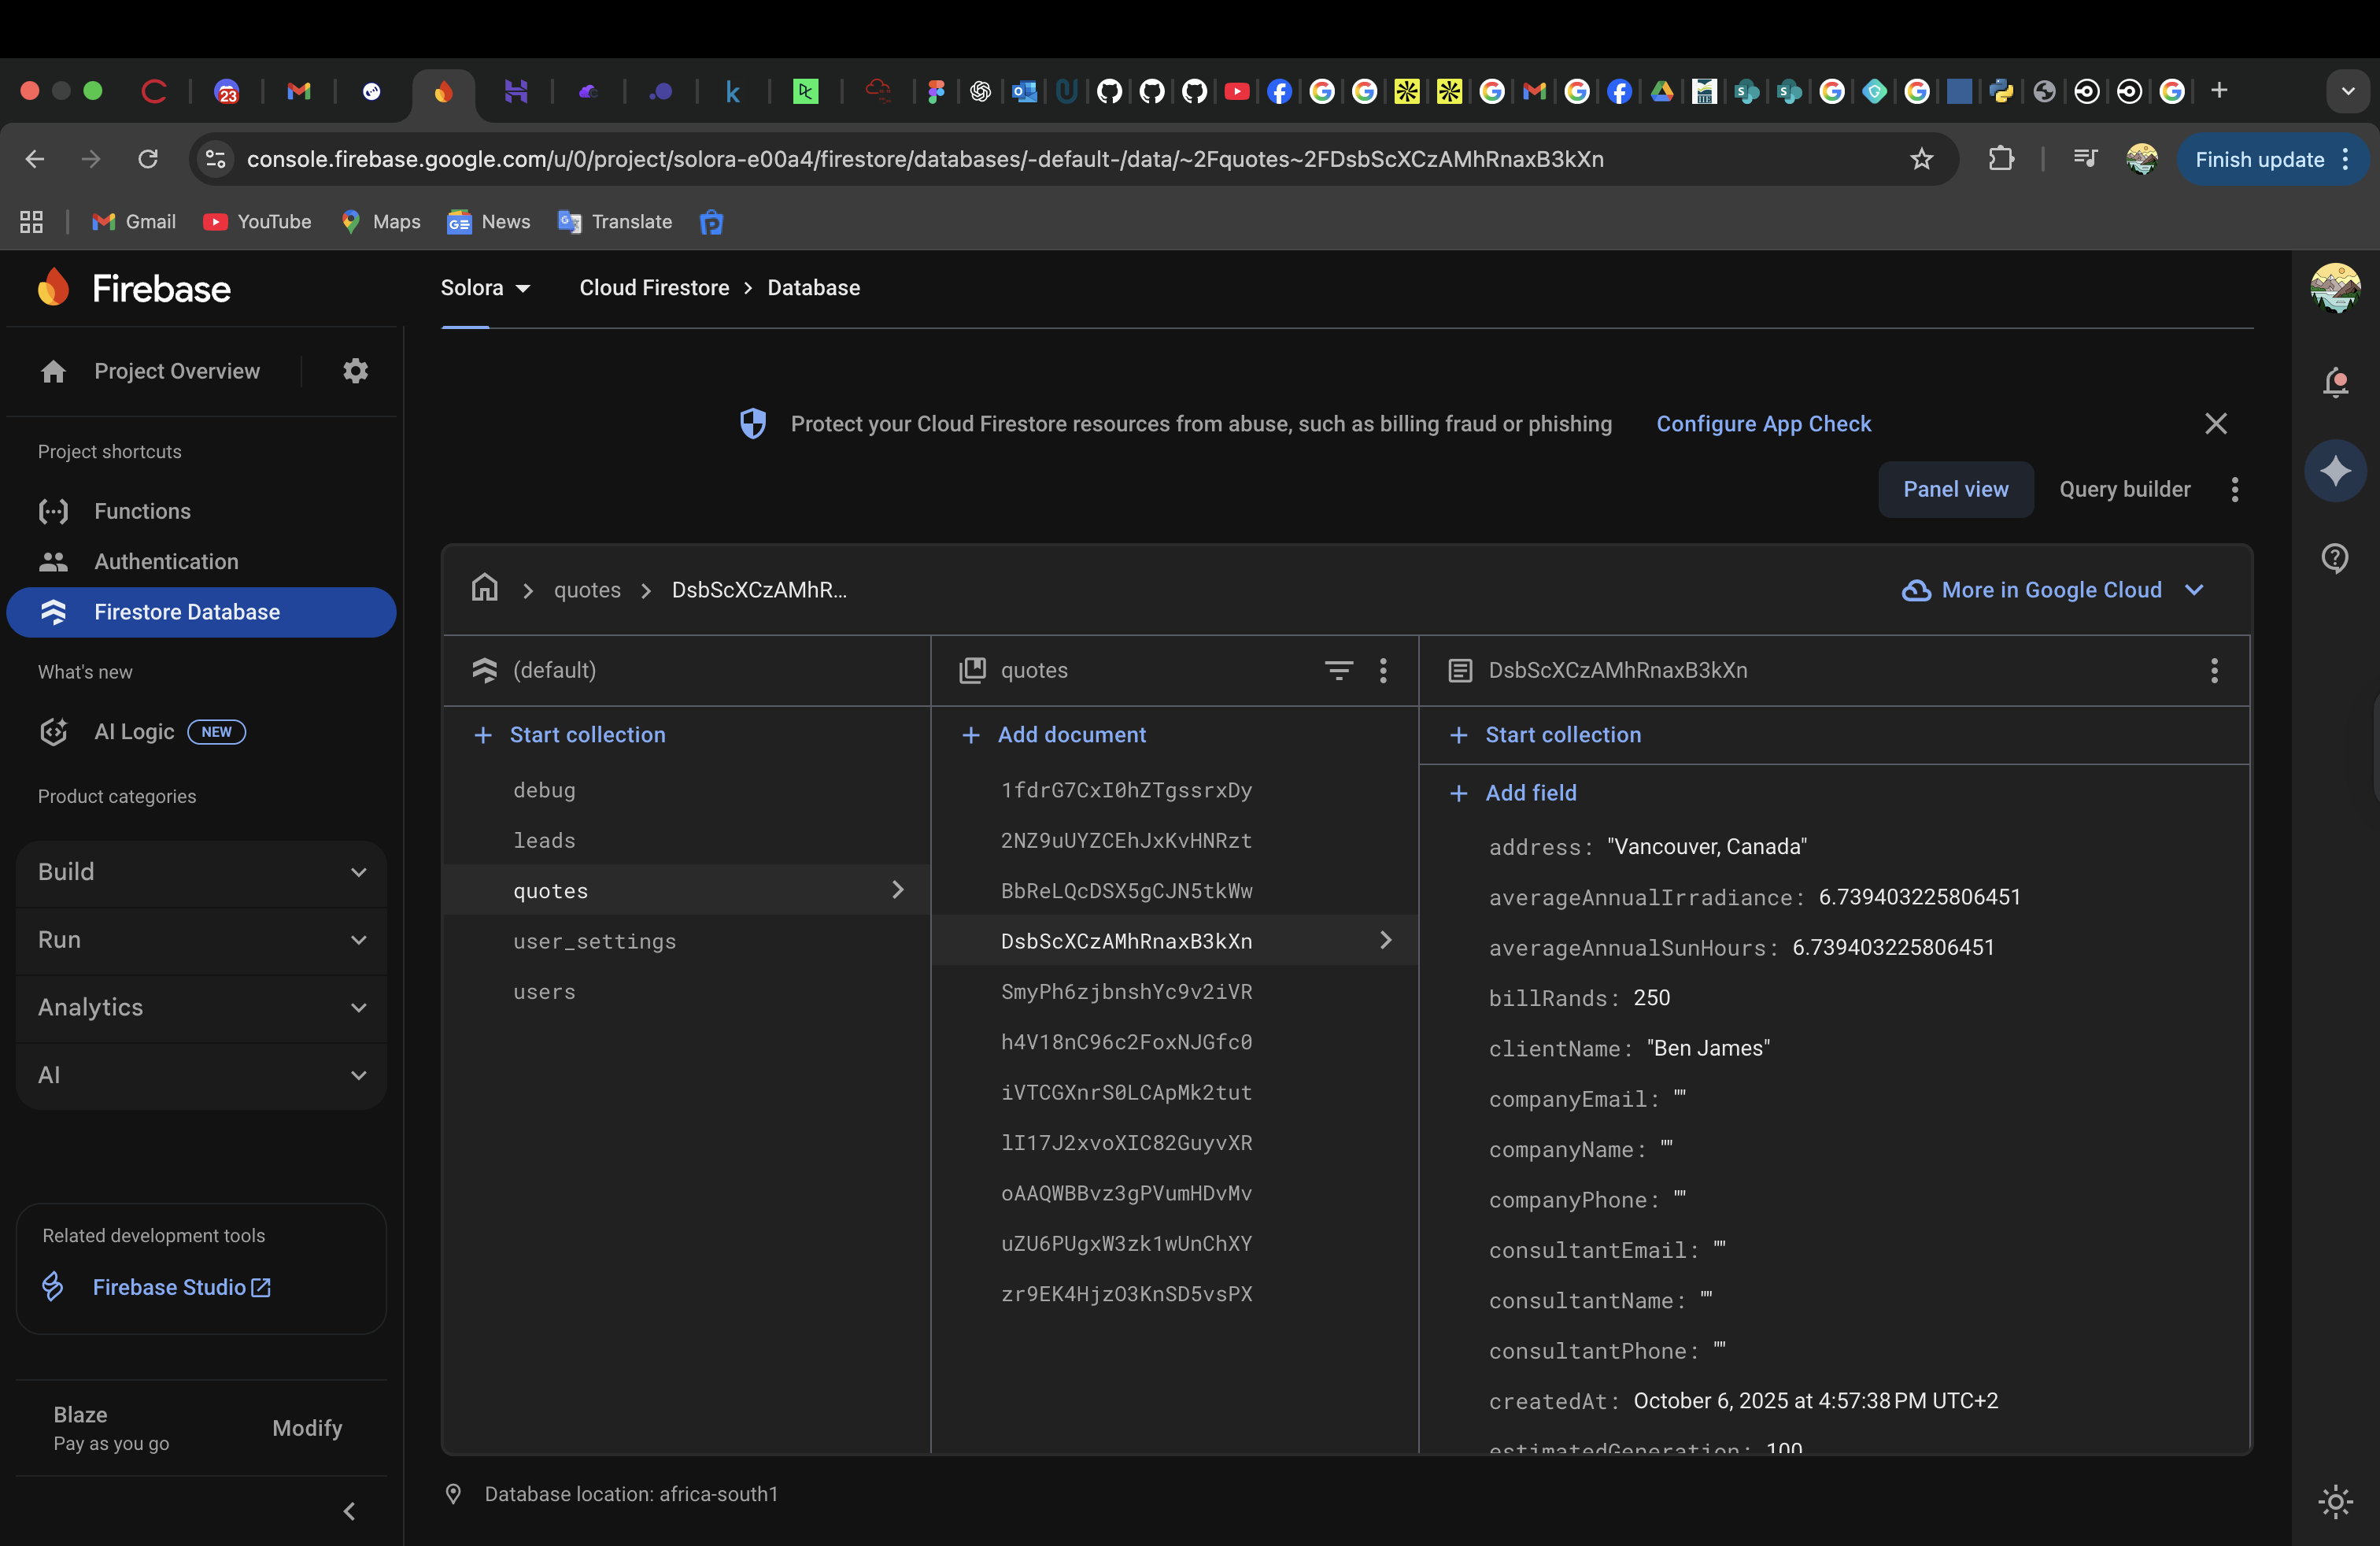 23
console.firebase.google.com/u/0/project/solora-e00a4/firestore/databases/-default-/data/~2Fquotes~2FDsbScXCzAMhRnaxB3kXn
Finish update
Gmail
YouTube
Maps
News
Translate
Firebase
Solora
Cloud Firestore
Database
Project Overview
Protect your Cloud Firestore resources from abuse, such as billing fraud or phishing
Configure App Check
Project shortcuts
Panel view
Query builder
Functions
Authentication
Firestore Database
quotes
DsbScXCzAMhR...
More in Google Cloud
What's new
AI Logic
NEW
Product categories
Build
Run
Analytics
AI
(default)
Start collection
debug
leads
quotes
user_settings
users
quotes
Add document
1fdrG7CxI0hZTgssrxDy
2NZ9uUYZCEhJxKvHNRzt
BbReLQcDSX5gCJN5tkWw
DsbScXCzAMhRnaxB3kXn
SmyPh6zjbnshYc9v2iVR
h4V18nC96c2FoxNJGfc0
iVTCGXnrS0LCApMk2tut
lI17J2xvoXIC82GuyvXR
oAAQWBBvz3gPVumHDvMv
uZU6PUgxW3zk1wUnChXY
zr9EK4HjzO3KnSD5vsPX
DsbScXCzAMhRnaxB3kXn
Start collection
Add field
address: "Vancouver, Canada"
averageAnnualIrradiance: 6.739403225806451
averageAnnualSunHours: 6.739403225806451
billRands: 250
clientName: "Ben James"
companyEmail: ""
companyName: ""
companyPhone: ""
consultantEmail: ""
consultantName: ""
consultantPhone: ""
createdAt: October 6, 2025 at 4:57:38 PM UTC+2
estimatedGeneration: 100
Related development tools
Firebase Studio
Blaze
Pay as you go
Modify
Database location: africa-south1